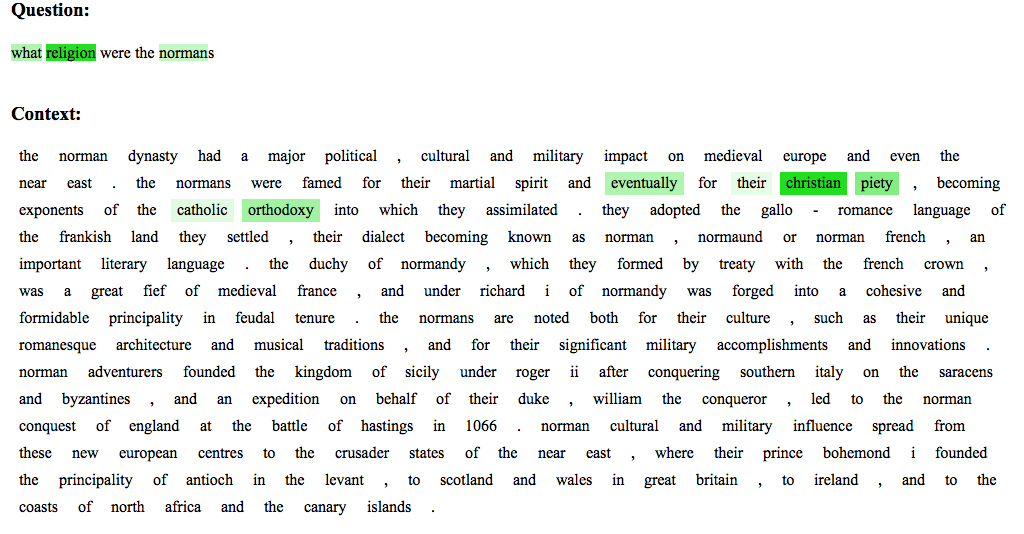 Question:
what religion were the normans
Context:
the norman dynasty had a major political , cultural and military impact on medieval europe and even the
near east . the normans were famed for their martial spirit and eventually for their christian piety , becoming
exponents of the catholic orthodoxy into which they assimilated . they adopted the gallo - romance language of
the frankish land they settled , their dialect becoming known as norman , normaund or norman french , an
important literary language . the duchy of normandy , which they formed by treaty with the french crown ,
was a great fief of medieval france , and under richard i of normandy was forged into a cohesive and
formidable principality in feudal tenure . the normans are noted both for their culture , such as their unique
romanesque architecture and musical traditions , and for their significant military accomplishments and innovations .
norman adventurers founded the kingdom of sicily under roger ii after conquering southern italy on the saracens
and byzantines , and an expedition on behalf of their duke , william the conqueror , led to the norman
conquest of england at the battle of hastings in 1066 . norman cultural and military influence spread from
these new european centres to the crusader states of the near east , where their prince bohemond i founded
the principality of antioch in the levant , to scotland and wales in great britain , to ireland , and to the
coasts of north africa and the canary islands .